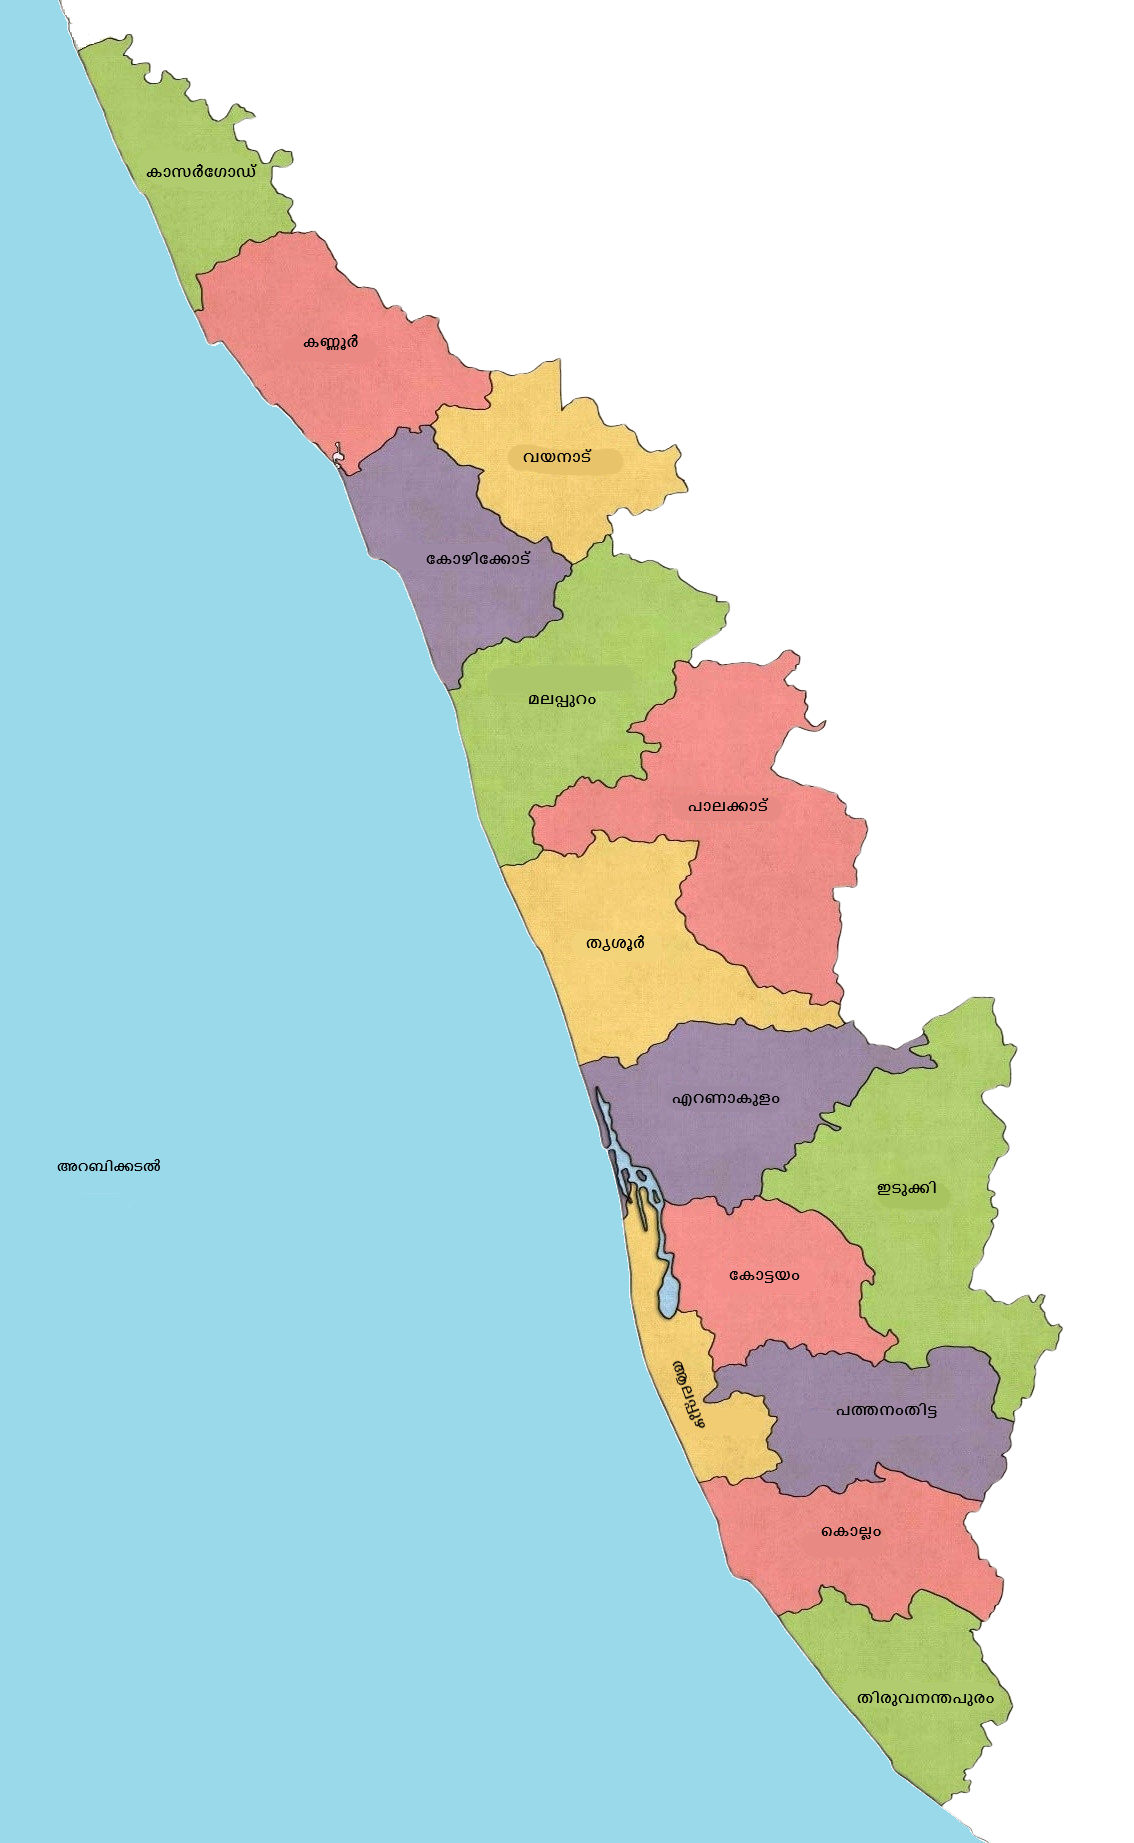 കാസർഗോഡ്
കണ്ണൂർ
വയനാട്
കോഴിക്കോട്
മലപ്പുറം
പാലക്കാട്
തൃശൂർ
എറണാകുളം
അറബിക്കടൽ
ഇടുക്കി
കോട്ടയം
ആലപ്പുഴ
പത്തനംതിട്ട
കൊല്ലം
തിരുവനന്തപുരം